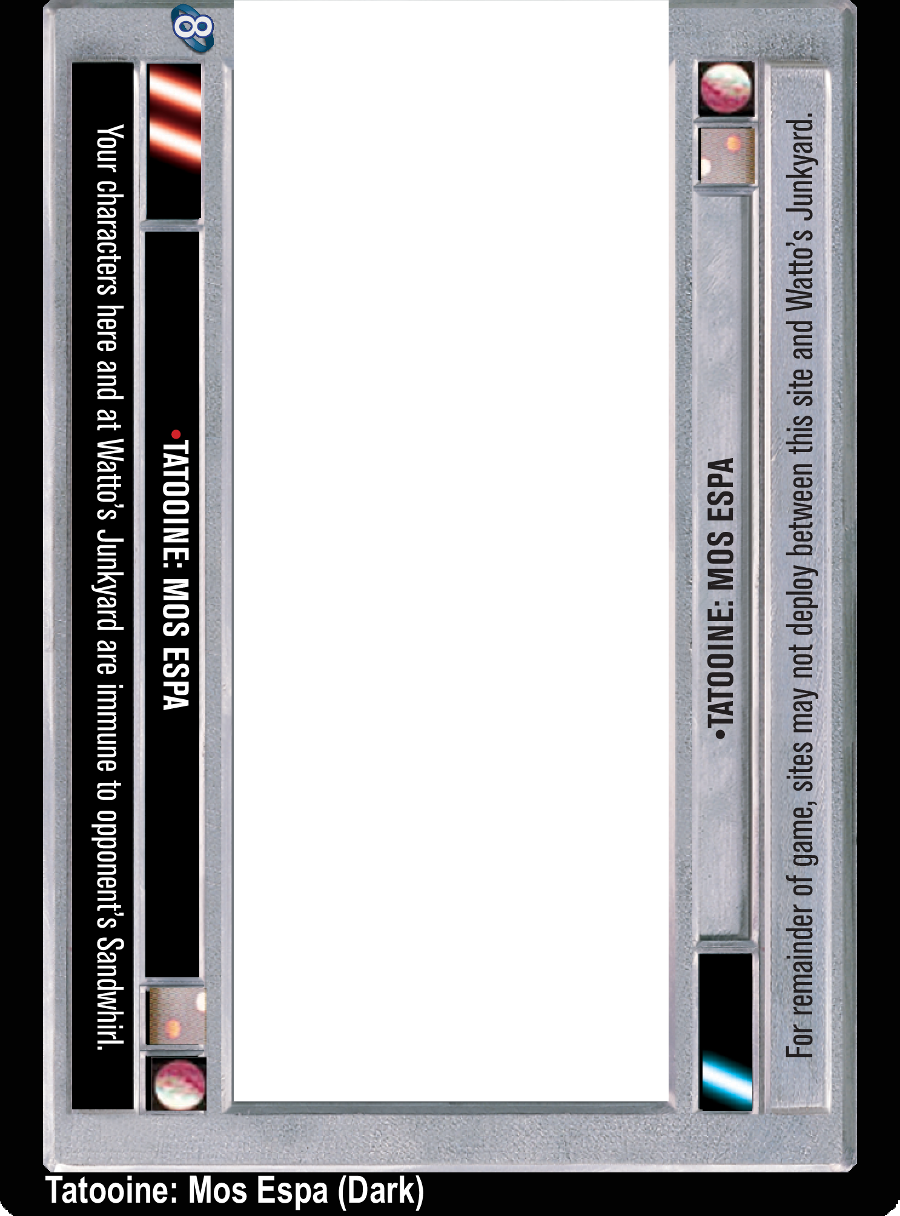 8
Your characters here and at Watto's Junkyard are immune to opponent's Sandwhirl.
•TATOOINE: MOS ESPA
•TATOOINE: MOS ESPA
For remainder of game, sites may not deploy between this site and Watto's Junkyard.
Tatooine: Mos Espa (Dark)